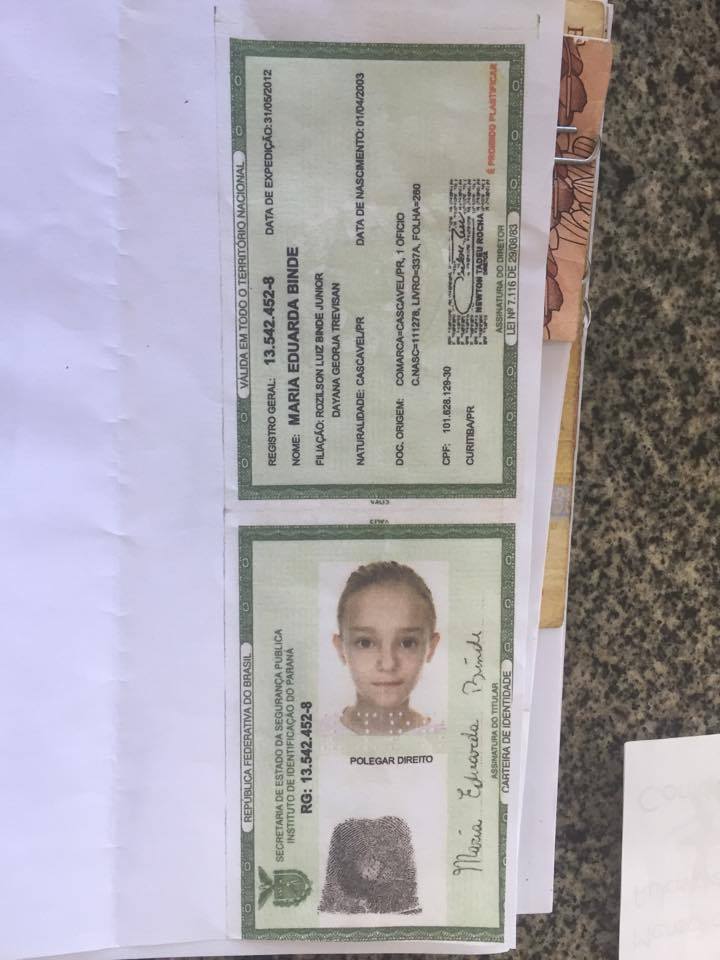 REPÚBLICA FEDERATIVA DO BRASIL
SECRETARIA DE ESTADO DA SEGURANÇA PÚBLICA
INSTITUTO DE IDENTIFICAÇÃO DO PARANÁ
RG: 13.542.452-8
POLEGAR DIREITO
Maria Eduarda Binde
ASSINATURA DO TITULAR
CARTEIRA DE IDENTIDADE
VÁLIDA EM TODO O TERRITÓRIO NACIONAL
REGISTRO GERAL: 13.542.452-8 DATA DE EXPEDIÇÃO: 31/05/2012
NOME: MARIA EDUARDA BINDE
FILIAÇÃO: ROZILSON LUIZ BINDE JUNIOR
DAYANA GEORJA TREVISAN
NATURALIDADE: CASCAVEL/PR DATA DE NASCIMENTO: 01/04/2003
DOC. ORIGEM: COMARCA=CASCAVEL/PR, 1 OFICIO
C.NASC=111278, LIVRO=337A, FOLHA=260
CPF: 101.628.129-30
CURITIBA/PR
NEWTON TADEU ROCHA
ASSINATURA DO DIRETOR
LEI Nº 7.116 DE 29/08/83
É PROIBIDO PLASTIFICAR